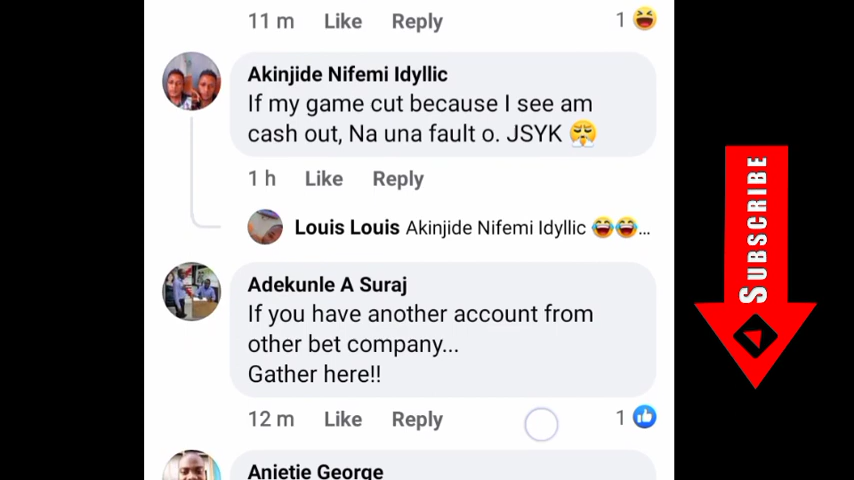 11 m Like Reply 1
Akinjide Nifemi Idyllic
If my game cut because I see am
cash out, Na una fault o. JSYK 😤
1 h Like Reply
Louis Louis Akinjide Nifemi Idyllic 😂😂...
Adekunle A Suraj
If you have another account from
other bet company...
Gather here!!
12 m Like Reply 1
Anietie George
SUBSCRIBE